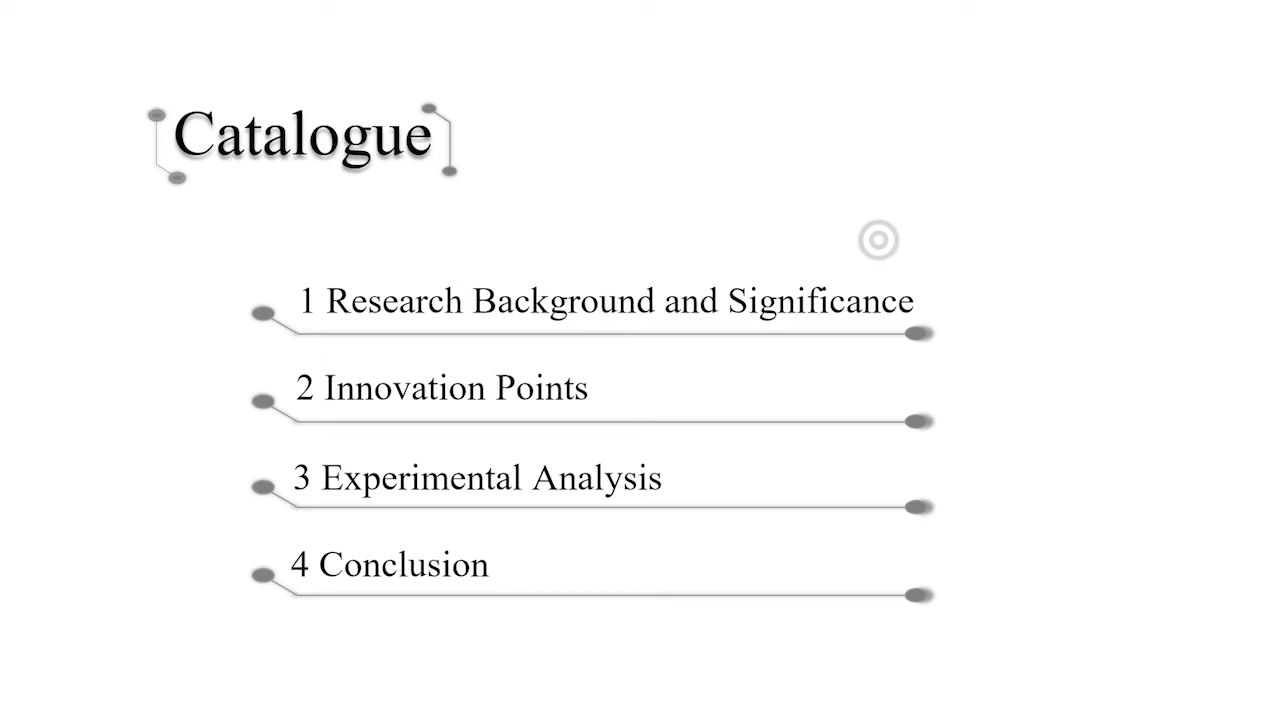 Catalogue
1 Research Background and Significance
2 Innovation Points
3 Experimental Analysis
4 Conclusion